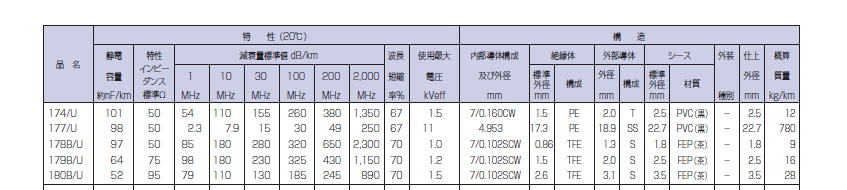 特 性 (20℃) 構 造
品 名 静電 容量 約nF/km 特性 インピー ダンス 標準Ω 減衰量標準値 dB/km 波長 短縮 率% 使用最大 電圧 kVeff 内部導体構成 及び外径 mm 絶縁体 外部導体 シース 外装 種別 仕上 外径 mm 概算 質量 kg/km
1 MHz 10 MHz 30 MHz 100 MHz 200 MHz 2,000 MHz 標準 外径 mm 構成 外径 mm 構成 標準 外径 mm 材質
174/U 101 50 54 110 155 260 380 1,350 67 1.5 7/0.160CW 1.5 PE 2.0 T 2.5 PVC(黒) − 2.5 12
177/U 98 50 2.3 7.9 15 30 49 250 67 11 4.953 17.3 PE 18.9 SS 22.7 PVC(黒) − 22.7 780
178B/U 97 50 85 180 280 320 650 2,300 70 1.0 7/0.102SCW 0.86 TFE 1.3 S 1.8 FEP(茶) − 1.8 9
179B/U 64 75 98 180 230 325 430 1,150 70 1.2 7/0.102SCW 1.5 TFE 2.0 S 2.5 FEP(茶) − 2.5 16
180B/U 52 95 79 110 130 185 245 890 70 1.5 7/0.102SCW 2.6 TFE 3.1 S 3.5 FEP(茶) − 3.5 28